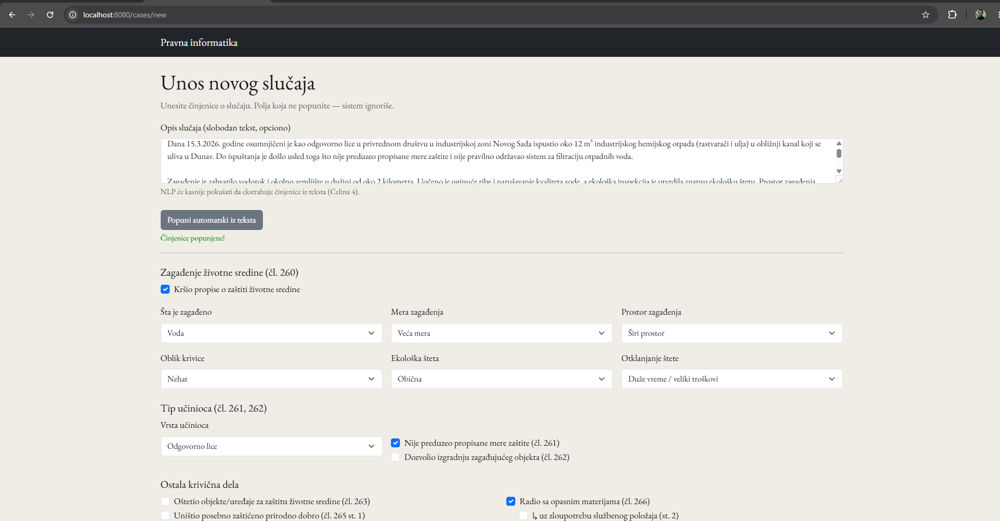 localhost:8080/cases/new
Pravna informatika
Unos novog slučaja
Unesite činjenice o slučaju. Polja koja ne popunite — sistem ignoriše.
Opis slučaja (slobodan tekst, opciono)
Dana 15.3.2026. godine osumnjičeni je kao odgovorno lice u privrednom društvu u industrijskoj zoni Novog Sada ispustio oko 12 m³ industrijskog hemijskog otpada (rastvarači i ulja) u obližnji kanal koji se
uliva u Dunav. Do ispuštanja je došlo usled toga što nije preduzeo propisane mere zaštite i nije pravilno održavao sistem za filtraciju otpadnih voda.
Zagađenje je zahvatilo vodotok i okolno zemljište u dužini od oko 2 kilometra. Uočeno je uginuće ribe i narušavanje kvaliteta vode, a ekološka inspekcija je utvrdila znatnu ekološku štetu. Prostor zagađenja
NLP će kasnije pokušati da ekstrahuje činjenice iz teksta (Celina 4).
Popuni automatski iz teksta
Činjenice popunjene!
Zagađenje životne sredine (čl. 260)
Kršio propise o zaštiti životne sredine
Šta je zagađeno
Mera zagađenja
Prostor zagađenja
Voda
Veća mera
Širi prostor
Oblik krivice
Ekološka šteta
Otklanjanje štete
Nehat
Obična
Duže vreme / veliki troškovi
Tip učinioca (čl. 261, 262)
Vrsta učinioca
Odgovorno lice
Nije preduzeo propisane mere zaštite (čl. 261)
Dozvolio izgradnju zagađujućeg objekta (čl. 262)
Ostala krivična dela
Oštetio objekte/uređaje za zaštitu životne sredine (čl. 263)
Radio sa opasnim materijama (čl. 266)
Uništio posebno zaštićeno prirodno dobro (čl. 265 st. 1)
↳ uz zloupotrebu službenog položaja (st. 2)